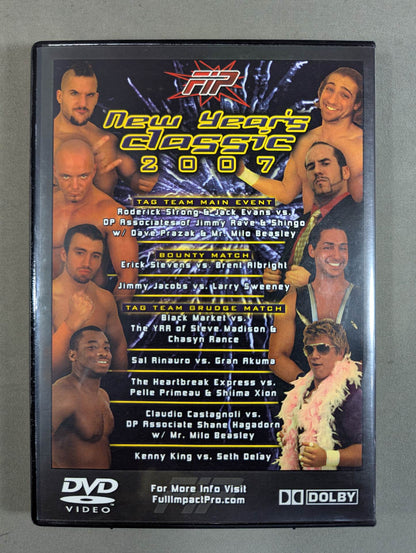 FIP
New Year's
Classic
2007
TAG TEAM MAIN EVENT
Roderick Strong & Jack Evans vs.
DP Associates of Jimmy Rave & Shingo
w/ Dave Prazak & Mr. Milo Beasley
BOUNTY MATCH
Erick Stevens vs. Brent Albright
Jimmy Jacobs vs. Larry Sweeney
TAG TEAM GRUDGE MATCH
Black Market vs.
The YRR of Steve Madison &
Chasyn Rance
Sal Rinauro vs. Gran Akuma
The Heartbreak Express vs.
Pelle Primeau & Shiima Xion
Claudio Castagnoli vs.
DP Associate Shane Hagadorn
w/ Mr. Milo Beasley
Kenny King vs. Seth Delay
DVD
VIDEO™
For More Info Visit
FullImpactPro.com
DOLBY